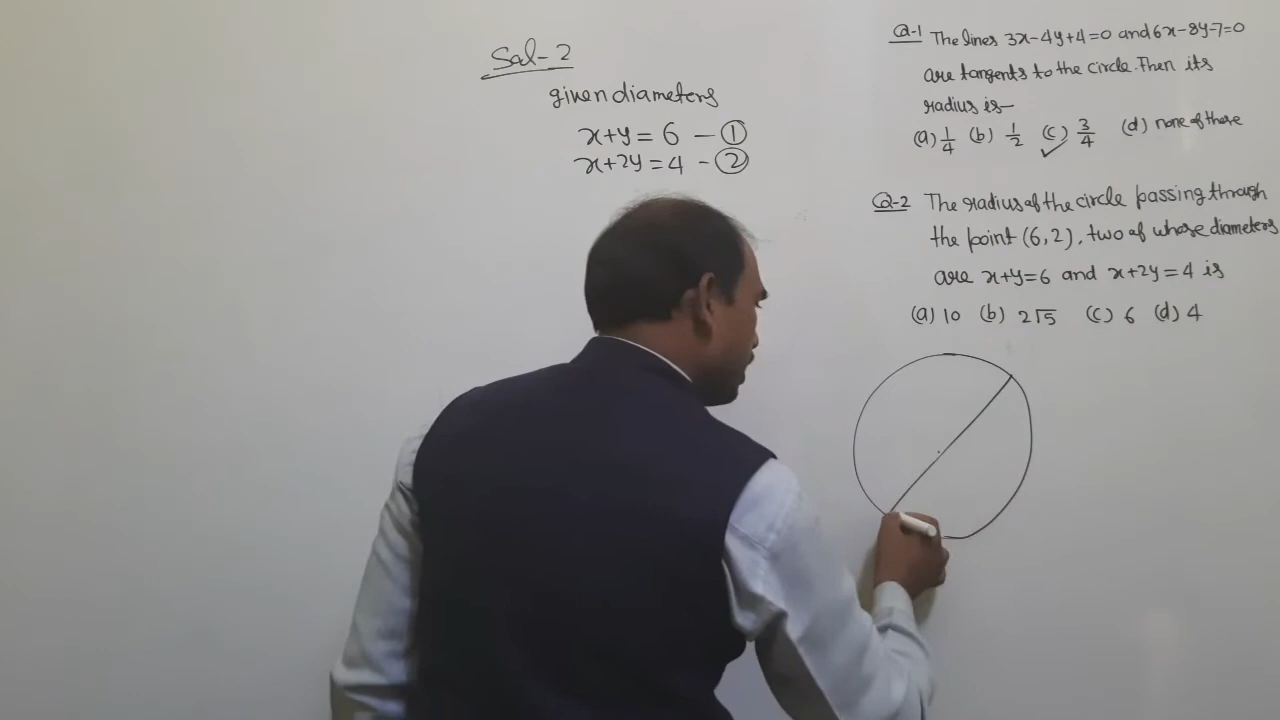 Sol-2
given diameters
x+y = 6 — ①
x+2y = 4 - ②
Q-1 The lines 3x-4y+4=0 and 6x-8y-7=0
are tangents to the circle. Then its
radius is-
(a) 1/4 (b) 1/2 (c) 3/4 (d) none of these
Q-2 The radius of the circle passing through
the point (6,2), two of whose diameters
are x+y=6 and x+2y=4 is
(a) 10 (b) 2√5 (c) 6 (d) 4